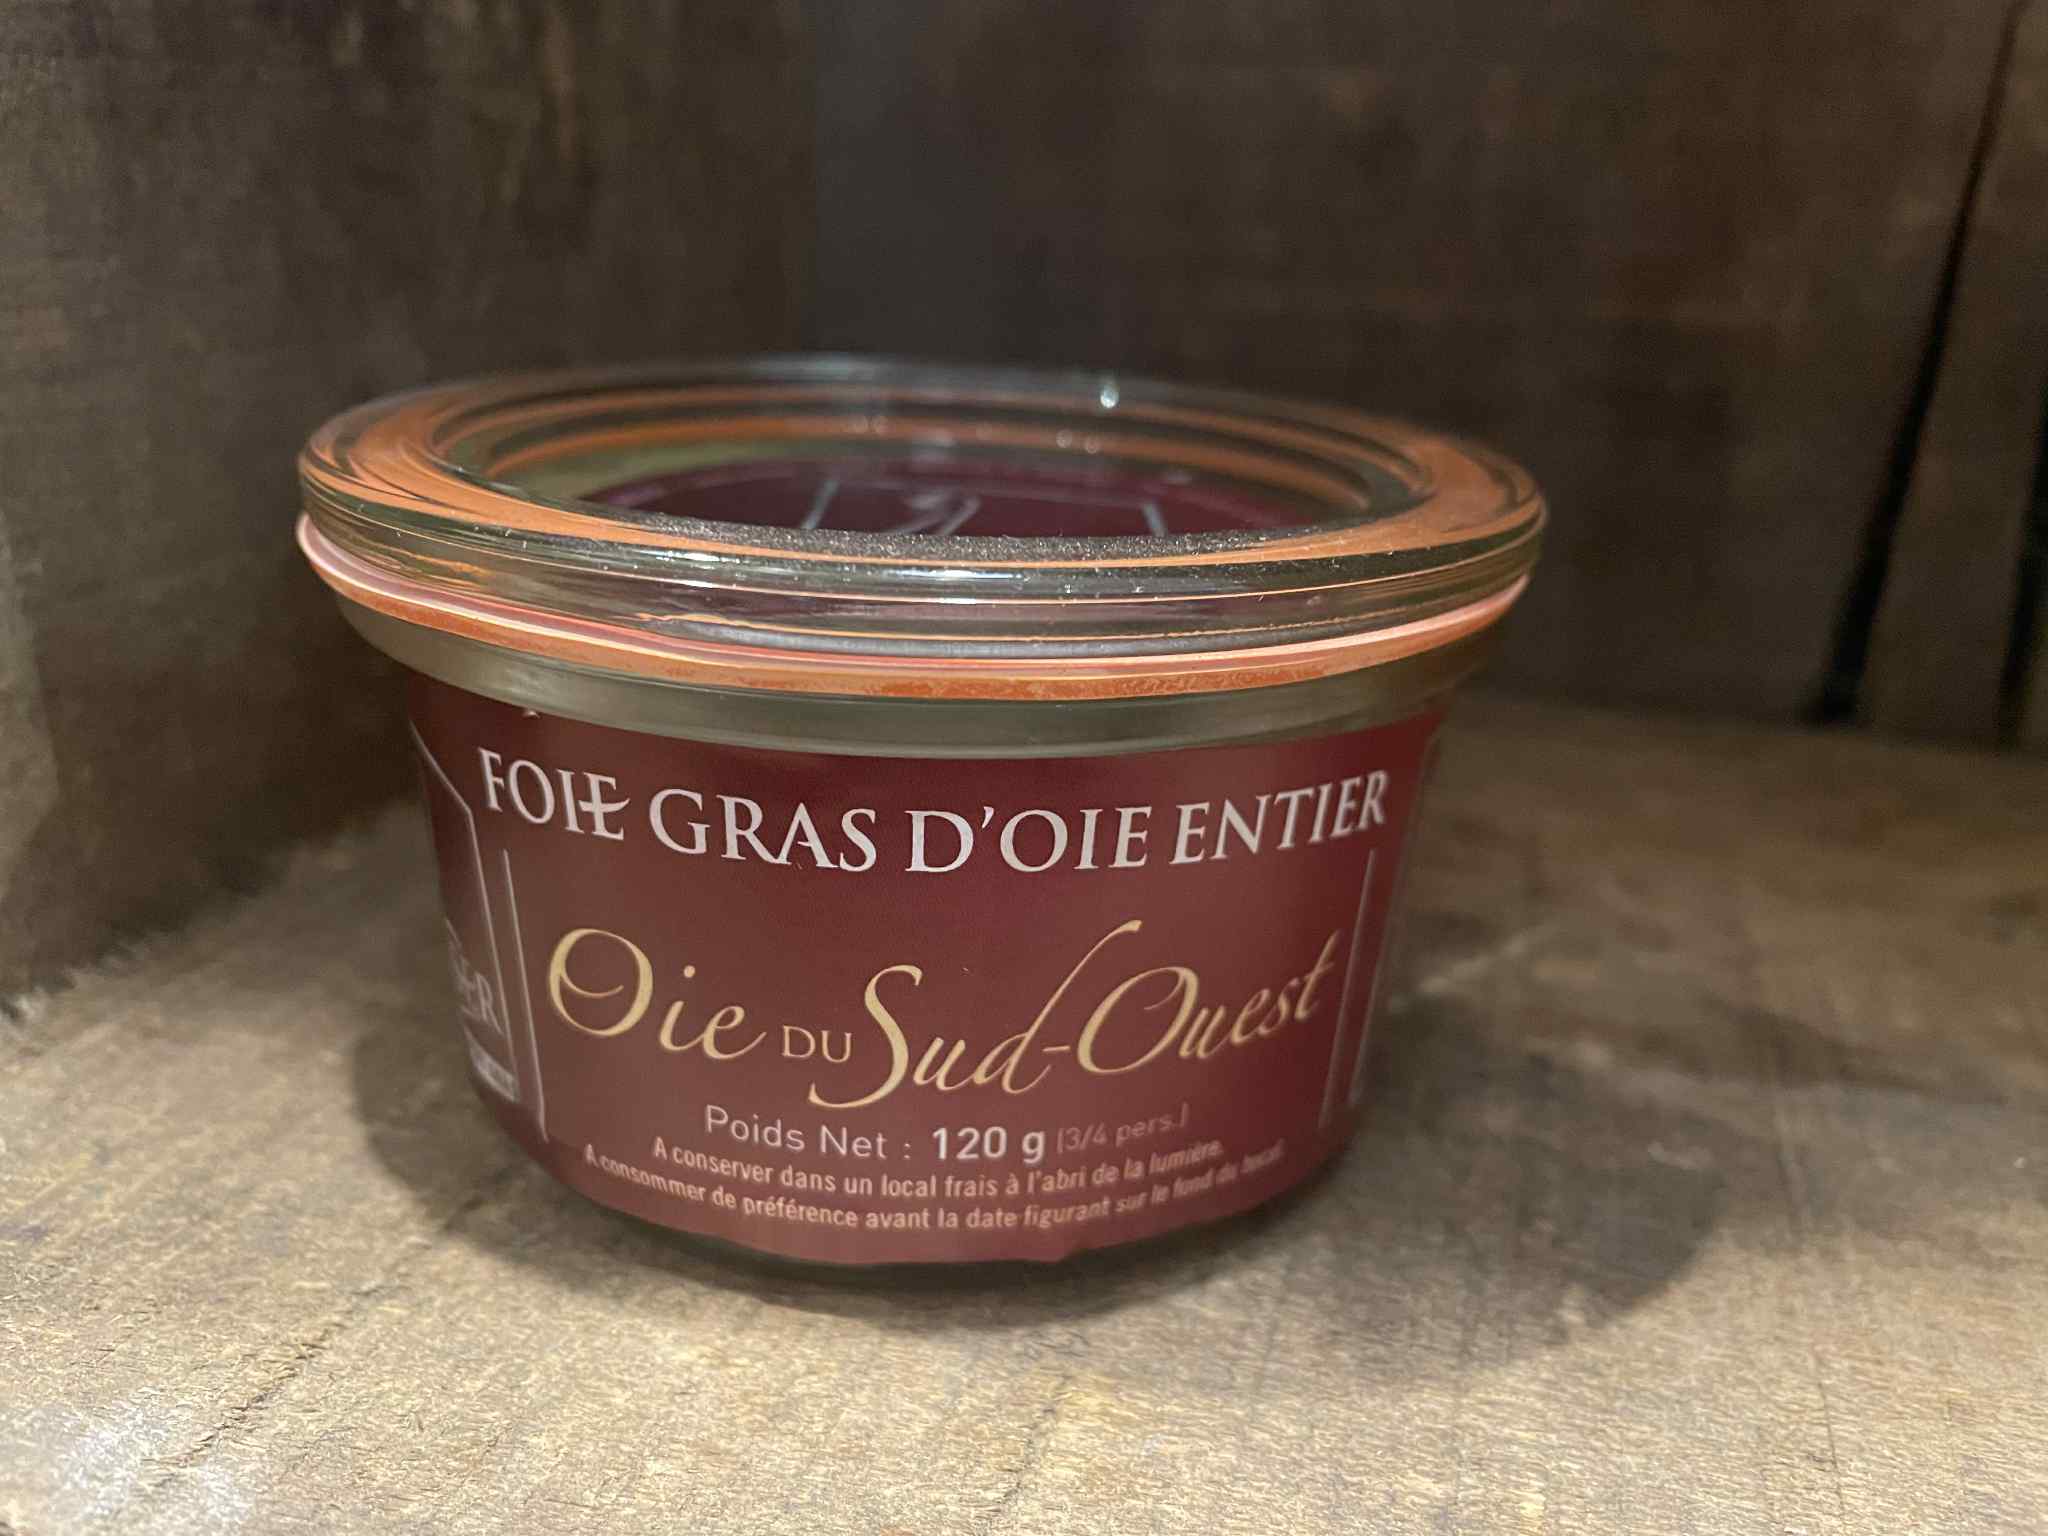 FOIE GRAS D'OIE ENTIER
Oie DU Sud-Ouest
Poids Net : 120 g (3/4 pers.)
A conserver dans un local frais à l'abri de la lumière.
A consommer de préférence avant la date figurant sur le fond du bocal.